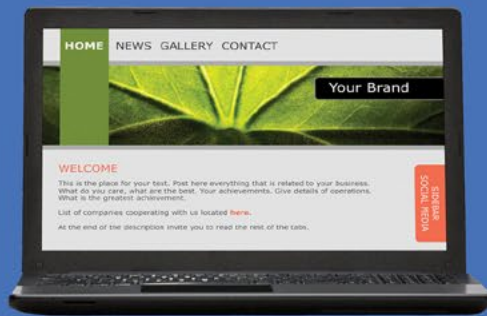 HOME NEWS GALLERY CONTACT
Your Brand
WELCOME
This is the place for your text. Post here everything that is related to your business.
What do you care, what are the best. Your achievements. Give details of operations.
What is the greatest achievement.
List of companies cooperating with us located here.
At the end of the description invite you to read the rest of the tabs.
SIDEBAR
SOCIAL MEDIA